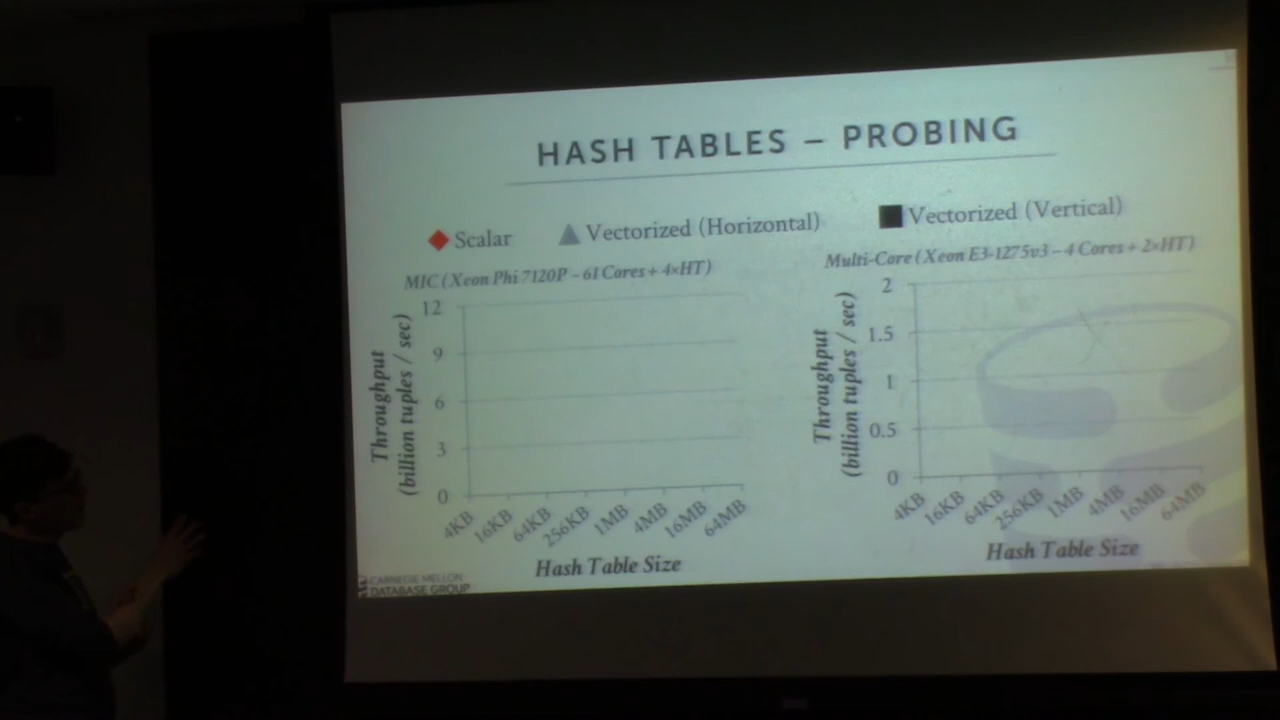 HASH TABLES – PROBING
Scalar
Vectorized (Horizontal)
Vectorized (Vertical)
MIC (Xeon Phi 7120P – 61 Cores + 4×HT)
12
9
6
3
0
Throughput
(billion tuples / sec)
4KB
16KB
64KB
256KB
1MB
4MB
16MB
64MB
Hash Table Size
Multi-Core (Xeon E3-1275v3 – 4 Cores + 2×HT)
2
1.5
1
0.5
0
Throughput
(billion tuples / sec)
4KB
16KB
64KB
256KB
1MB
4MB
16MB
64MB
Hash Table Size
CARNEGIE MELLON
DATABASE GROUP